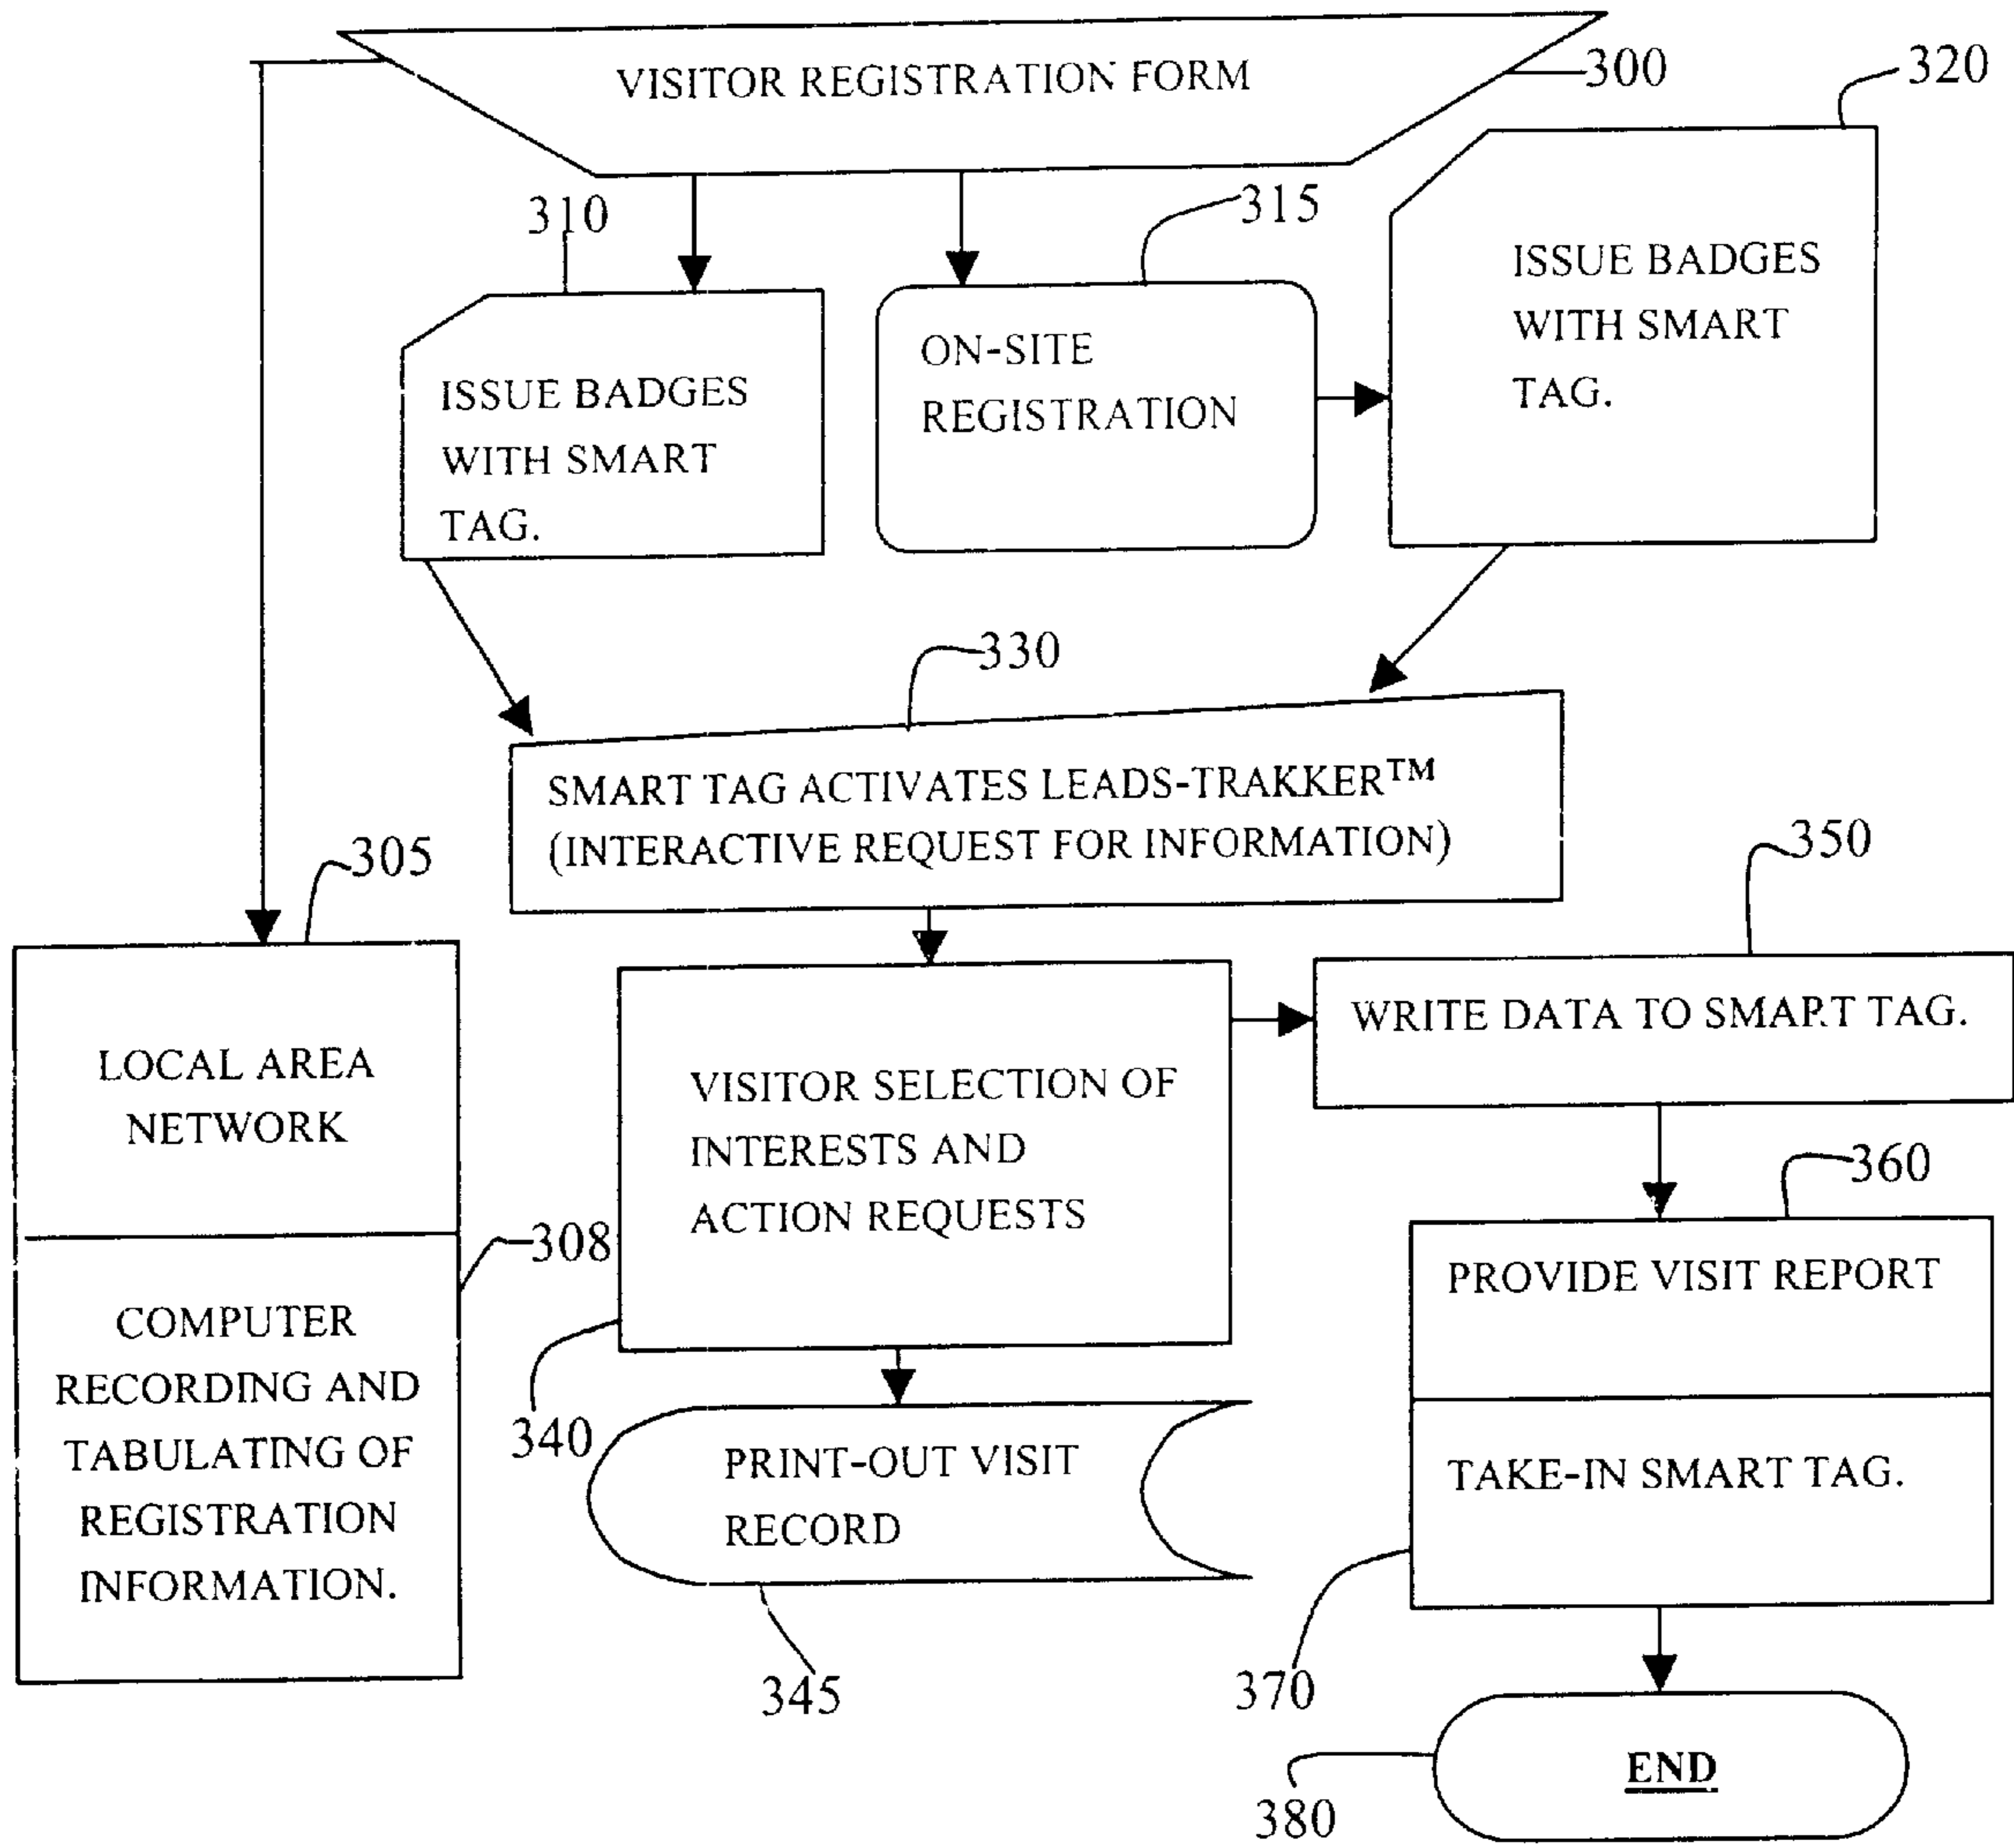 VISITOR REGISTRATION FORM
300
320
310
315
ISSUE BADGES
WITH SMART
TAG.
ON-SITE
REGISTRATION
ISSUE BADGES
WITH SMART
TAG.
330
SMART TAG ACTIVATES LEADS-TRAKKER™
(INTERACTIVE REQUEST FOR INFORMATION)
305
350
LOCAL AREA
NETWORK
VISITOR SELECTION OF
INTERESTS AND
ACTION REQUESTS
WRITE DATA TO SMART TAG.
360
308
COMPUTER
RECORDING AND
TABULATING OF
REGISTRATION
INFORMATION.
PROVIDE VISIT REPORT
340
PRINT-OUT VISIT
RECORD
TAKE-IN SMART TAG.
345
370
END
380